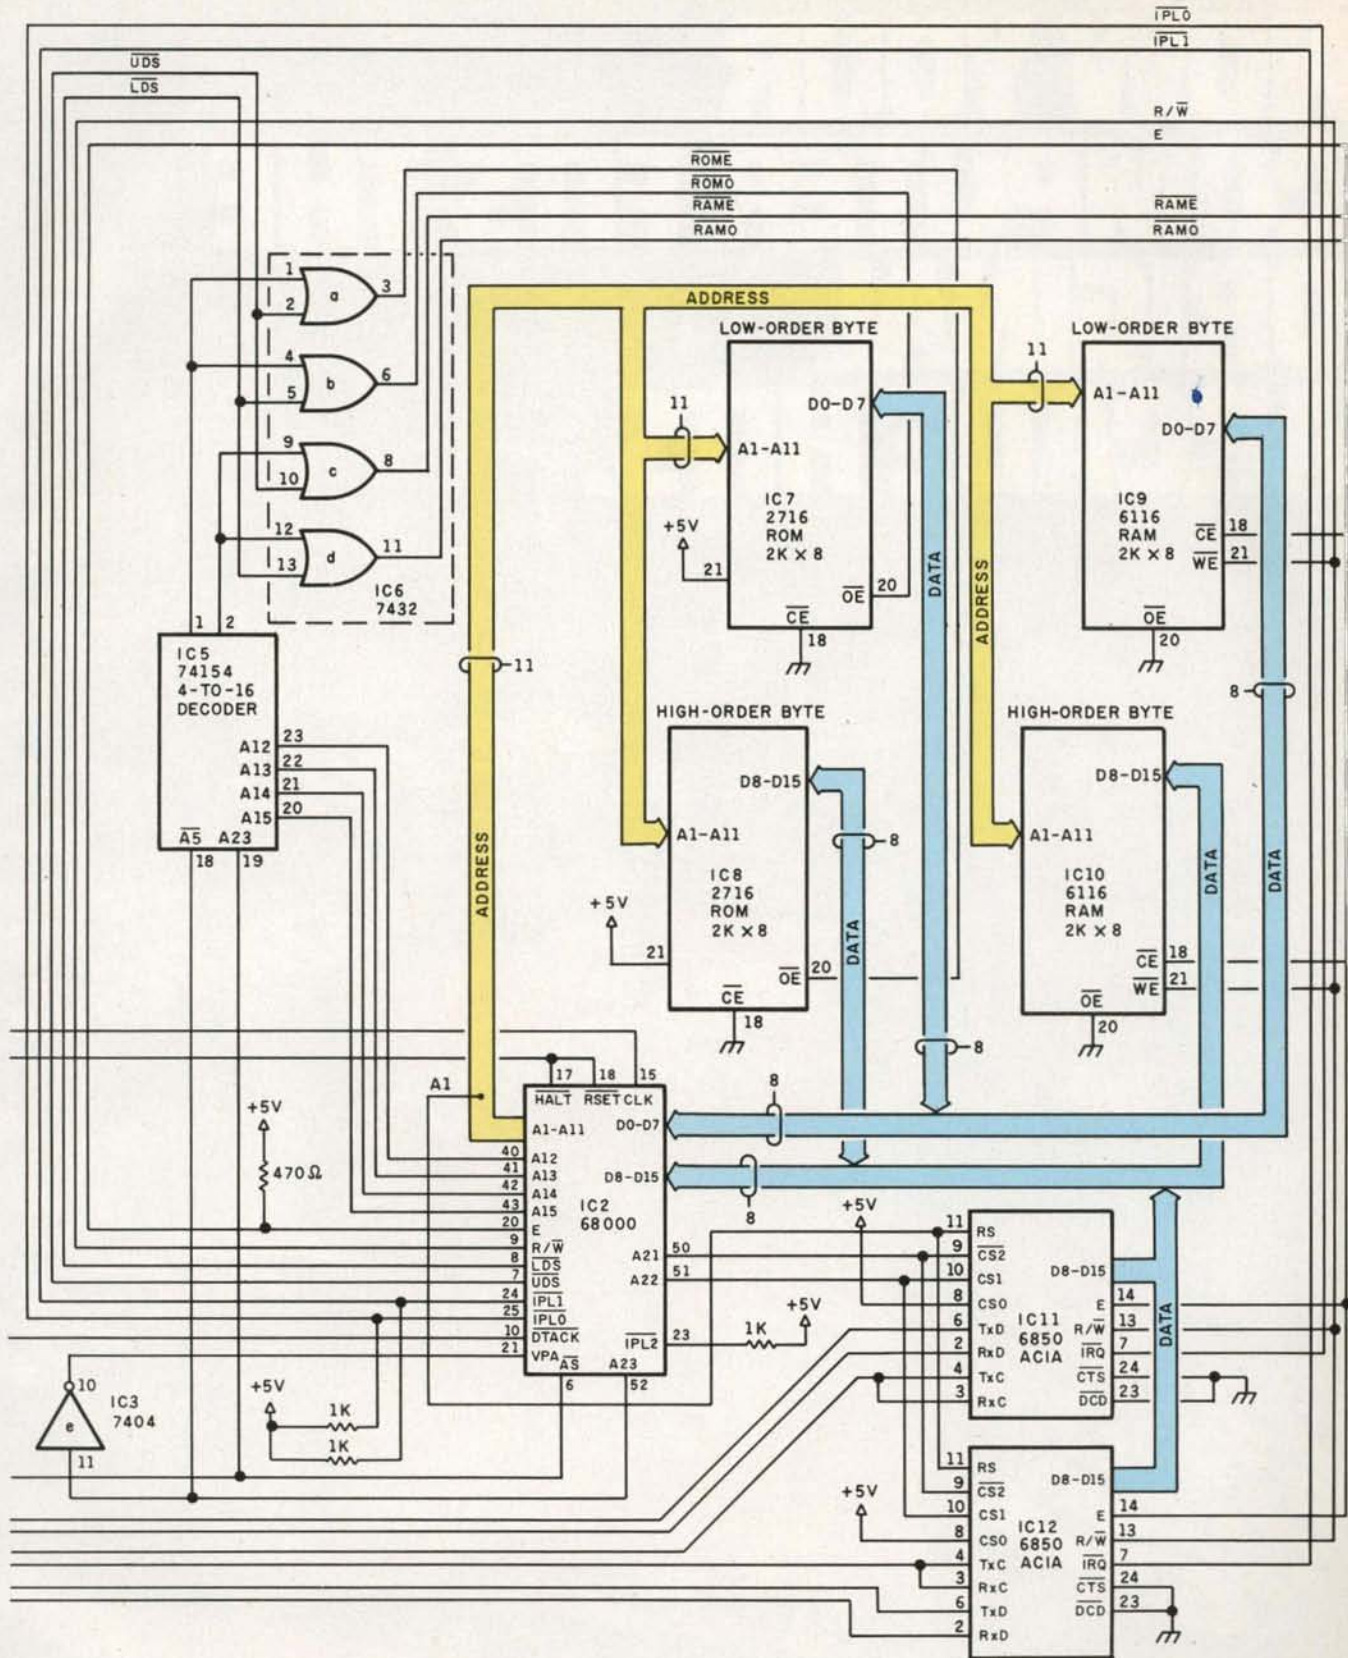 IPL0
IPL1
UDS
LDS
R/W
E
ROME
ROMO
RAME
RAME
RAMO
RAMO
1
2
a
3
4
5
b
6
9
10
c
8
12
13
d
11
IC6
7432
ADDRESS
LOW-ORDER BYTE
11
A1-A11
D0-D7
IC7
2716
ROM
2K × 8
+5V
21
OE
20
CE
18
DATA
LOW-ORDER BYTE
11
A1-A11
D0-D7
IC9
6116
RAM
2K × 8
CE
18
WE
21
OE
20
ADDRESS
8
1
2
IC5
74154
4-TO-16
DECODER
A12
23
A13
22
A14
21
A15
20
A5
A23
18
19
11
ADDRESS
HIGH-ORDER BYTE
D8-D15
A1-A11
IC8
2716
ROM
2K × 8
+5V
21
OE
20
CE
18
8
DATA
8
HIGH-ORDER BYTE
D8-D15
A1-A11
IC10
6116
RAM
2K × 8
CE
18
WE
21
OE
20
DATA
DATA
A1
17
18
15
HALT
RSET
CLK
A1-A11
D0-D7
8
40
A12
41
A13
D8-D15
8
42
A14
43
A15
IC2
68000
20
E
9
R/W
8
LDS
7
UDS
24
IPL1
25
IPL0
10
DTACK
21
VPA
AS
6
A23
52
A21
50
A22
51
IPL2
23
1K
+5V
+5V
470Ω
10
e
11
IC3
7404
+5V
1K
1K
+5V
11
RS
9
CS2
10
CS1
8
CS0
6
TxD
2
RxD
4
TxC
3
RxC
IC11
6850
ACIA
D8-D15
E
14
R/W
13
IRQ
7
CTS
24
DCD
23
DATA
+5V
11
RS
9
CS2
10
CS1
8
CS0
4
TxC
3
RxC
6
TxD
2
RxD
IC12
6850
ACIA
D8-D15
E
14
R/W
13
IRQ
7
CTS
24
DCD
23